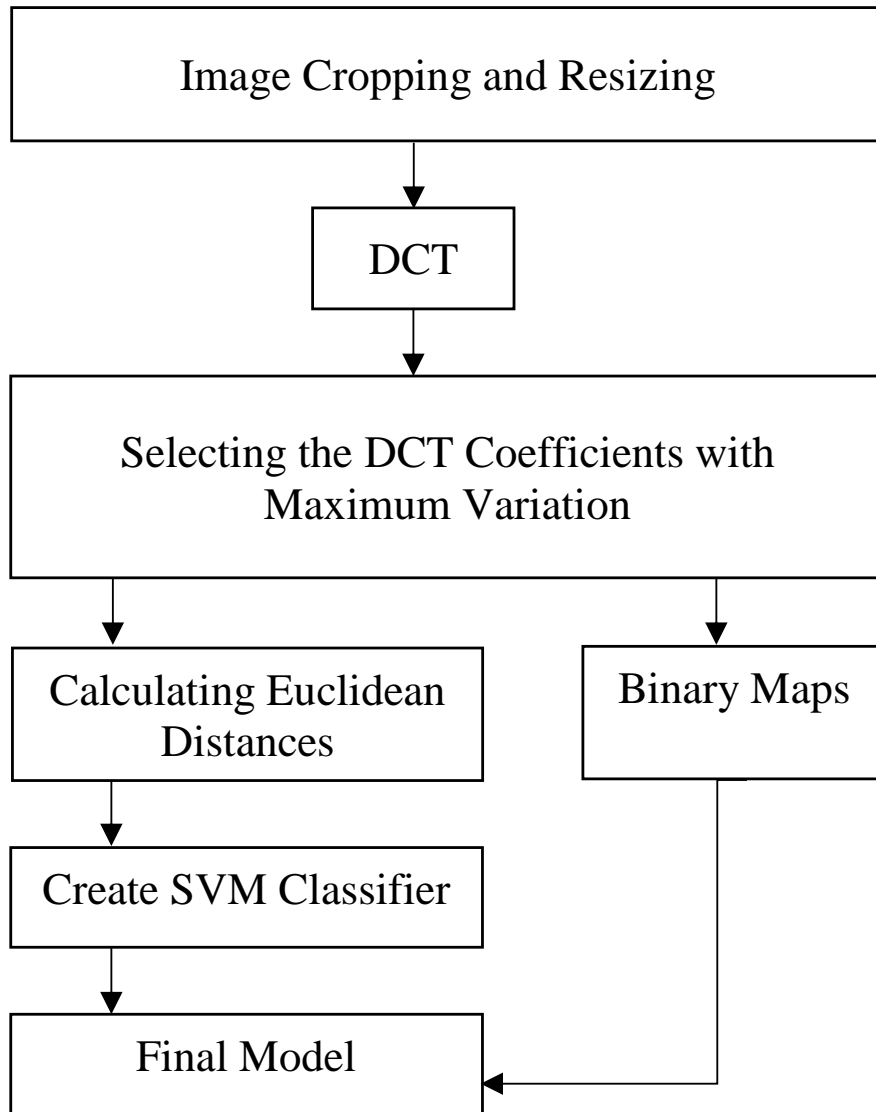 Image Cropping and Resizing
DCT
Selecting the DCT Coefficients with
Maximum Variation
Calculating Euclidean
Distances
Binary Maps
Create SVM Classifier
Final Model